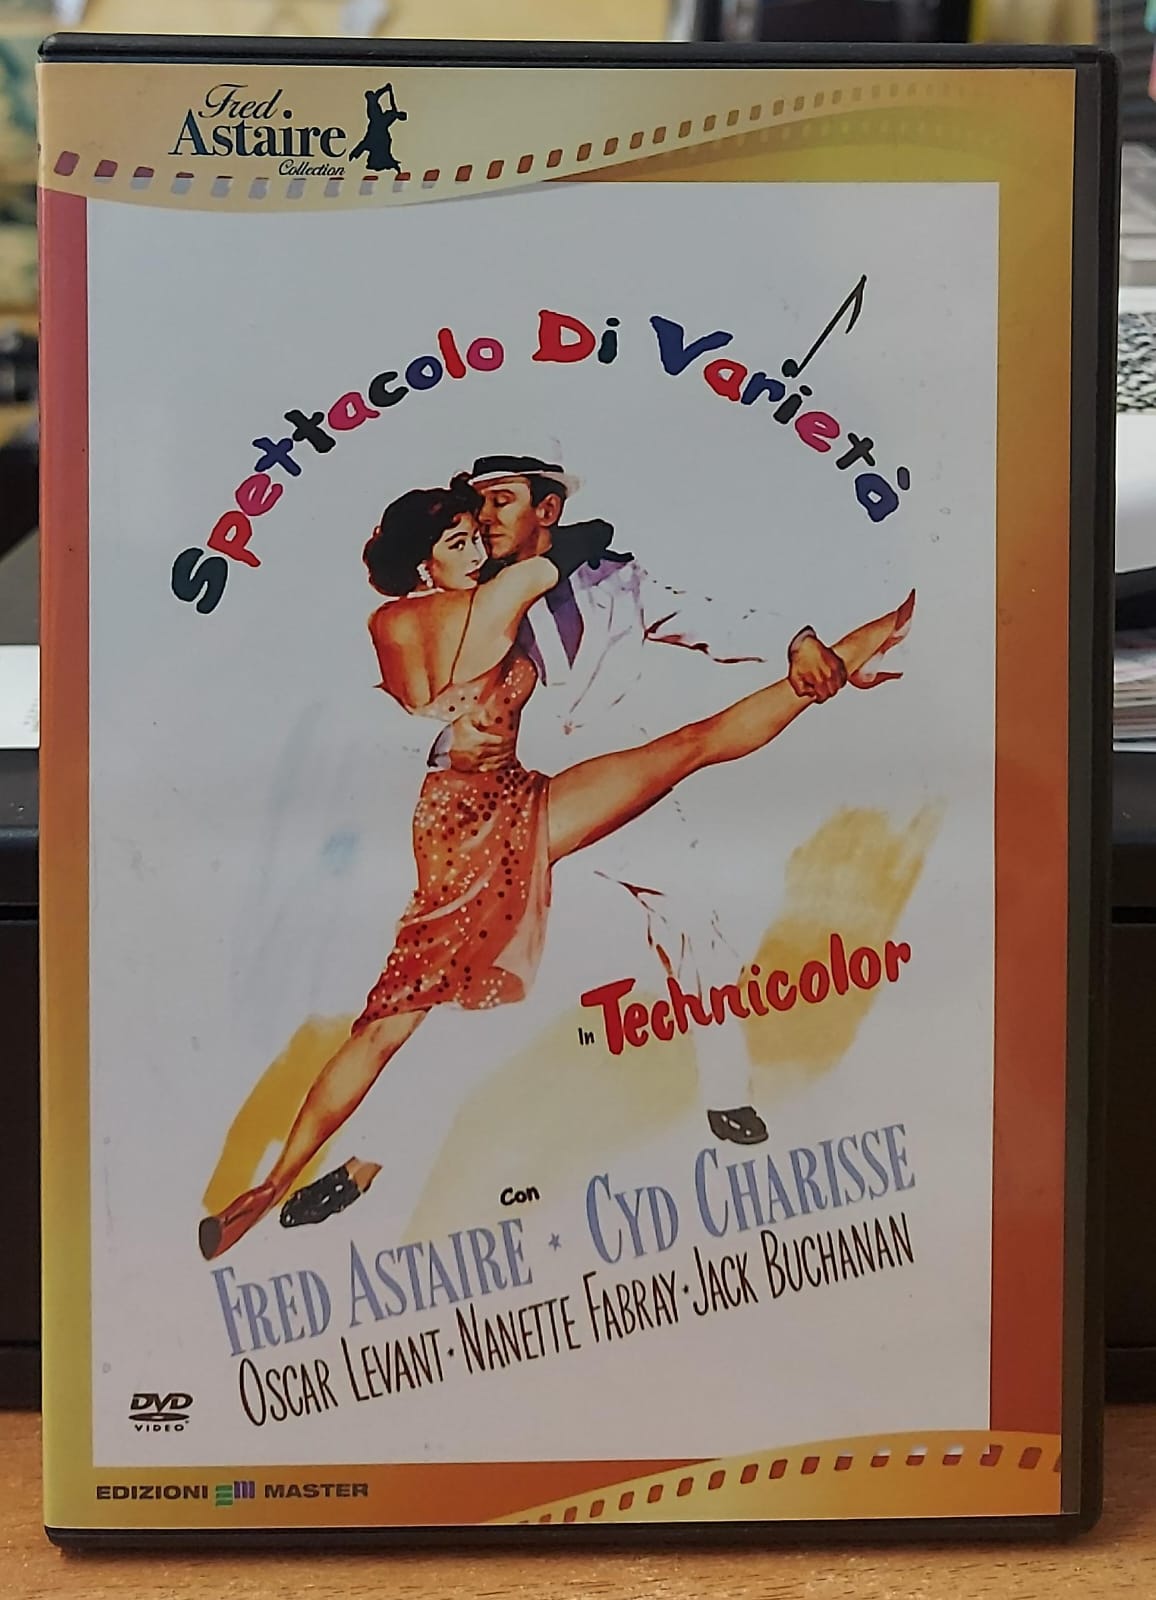 Fred
Astaire
Collection
Spettacolo Di Varietà
In Technicolor
Con
FRED ASTAIRE * CYD CHARISSE
OSCAR LEVANT · NANETTE FABRAY · JACK BUCHANAN
DVD
VIDEO
EDIZIONI EM MASTER